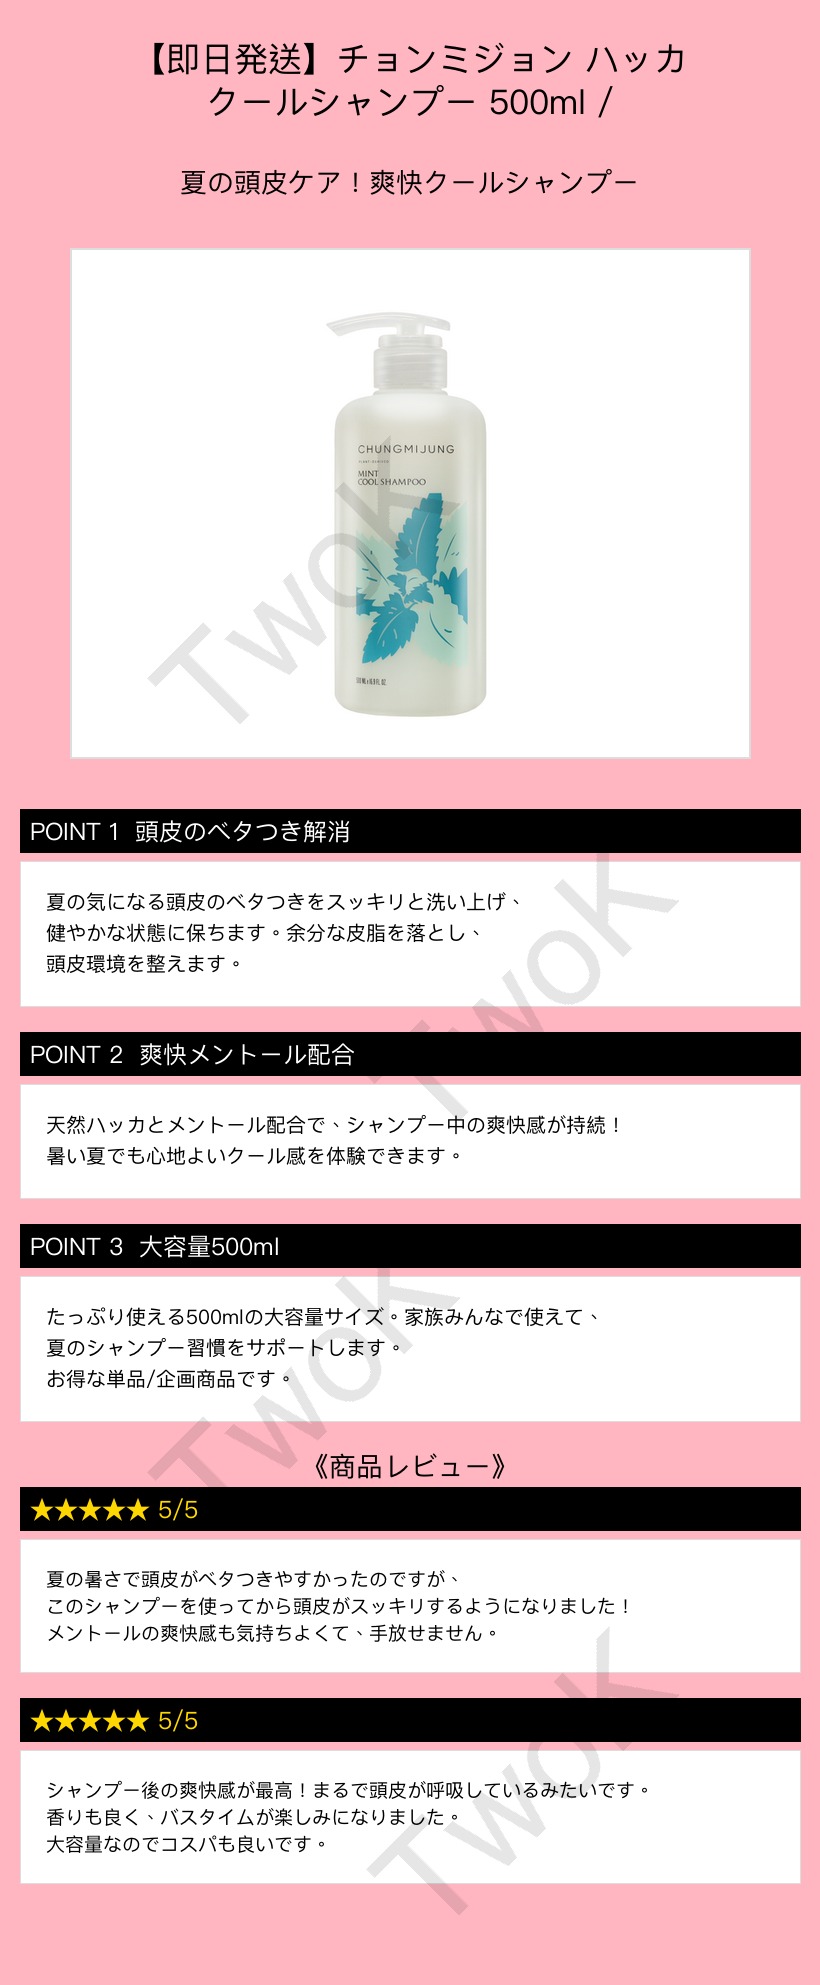 【即日発送】チョンミジョン ハッカ
クールシャンプー 500ml /
夏の頭皮ケア！爽快クールシャンプー
CHUNGMIJUNG
MINT
COOL SHAMPOO
TwoK
POINT 1 頭皮のベタつき解消
夏の気になる頭皮のベタつきをスッキリと洗い上げ、
健やかな状態に保ちます。余分な皮脂を落とし、
頭皮環境を整えます。
TwoK
POINT 2 爽快メントール配合
天然ハッカとメントール配合で、シャンプー中の爽快感が持続！
暑い夏でも心地よいクール感を体験できます。
POINT 3 大容量500ml
たっぷり使える500mlの大容量サイズ。家族みんなで使えて、
夏のシャンプー習慣をサポートします。
お得な単品/企画商品です。
TwoK
《商品レビュー》
★★★★★ 5/5
夏の暑さで頭皮がベタつきやすかったのですが、
このシャンプーを使ってから頭皮がスッキリするようになりました！
メントールの爽快感も気持ちよくて、手放せません。
★★★★★ 5/5
シャンプー後の爽快感が最高！まるで頭皮が呼吸しているみたいです。
香りも良く、バスタイムが楽しみになりました。
大容量なのでコスパも良いです。
TwoK